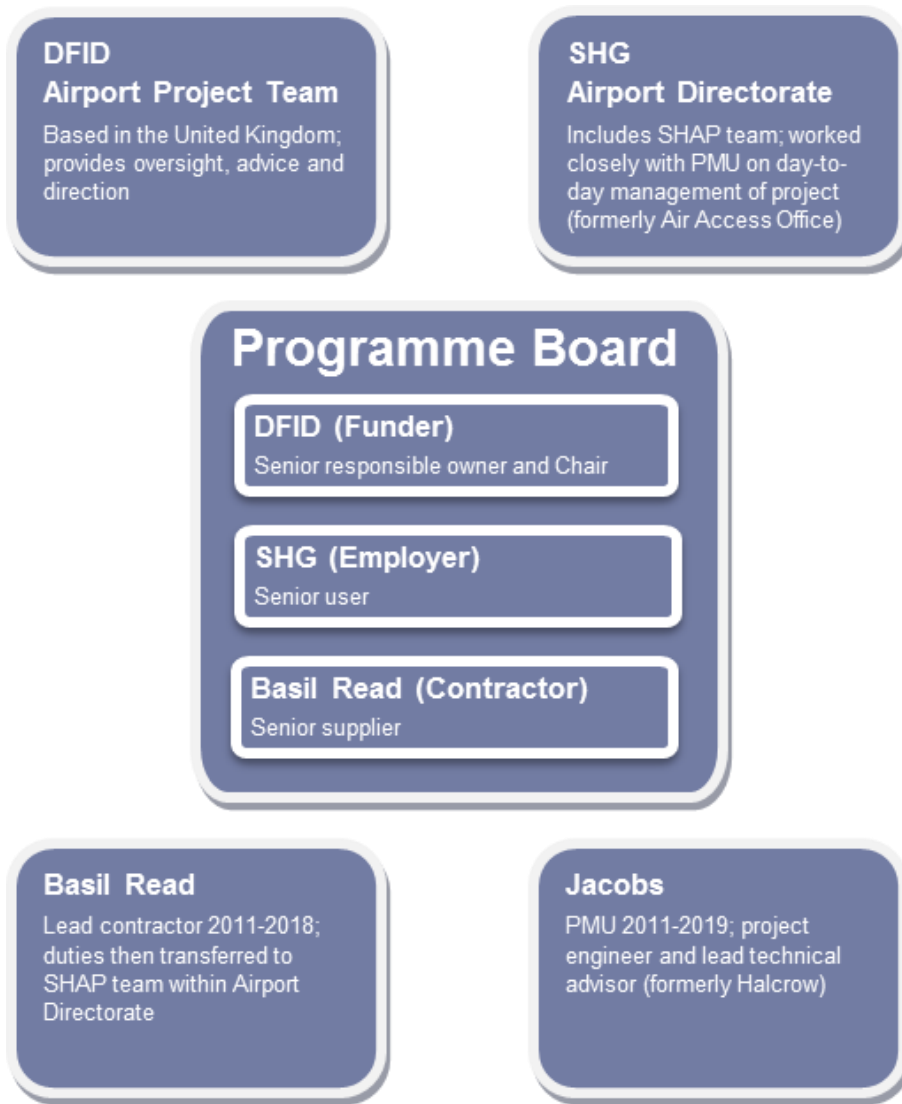 DFID
Airport Project Team
Based in the United Kingdom;
provides oversight, advice and
direction
SHG
Airport Directorate
Includes SHAP team; worked
closely with PMU on day-to-
day management of project
(formerly Air Access Office)
Programme Board
DFID (Funder)
Senior responsible owner and Chair
SHG (Employer)
Senior user
Basil Read (Contractor)
Senior supplier
Basil Read
Lead contractor 2011-2018;
duties then transferred to
SHAP team within Airport
Directorate
Jacobs
PMU 2011-2019; project
engineer and lead technical
advisor (formerly Halcrow)